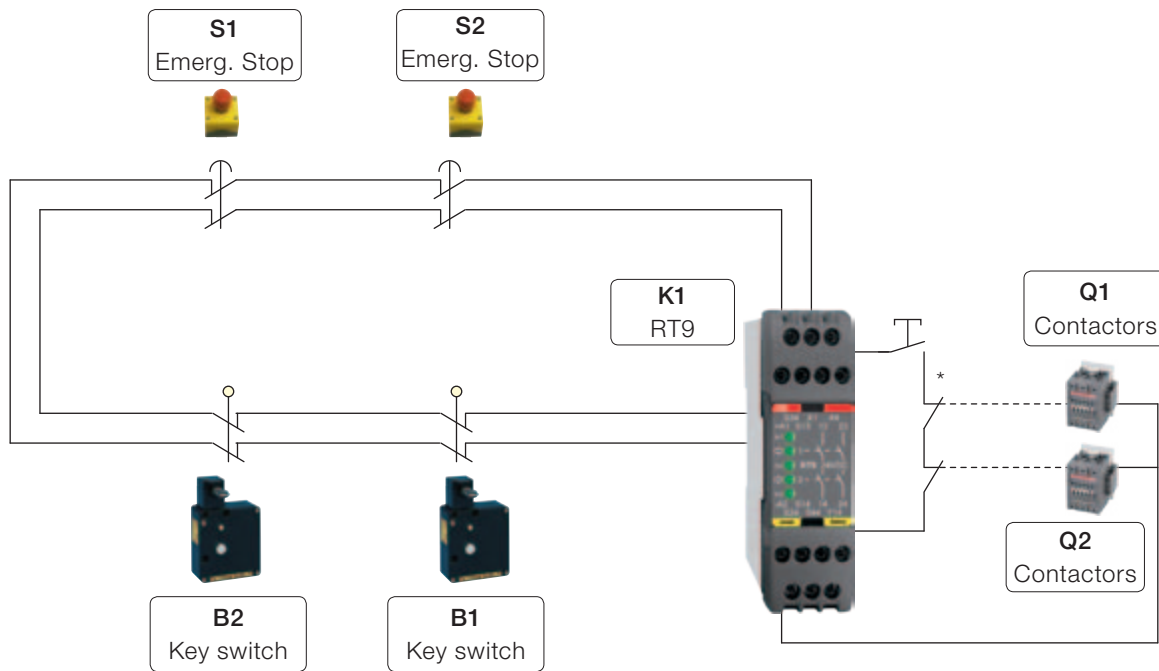 S1
Emerg. Stop
S2
Emerg. Stop
K1
RT9
Q1
Contactors
*
Q2
Contactors
B2
Key switch
B1
Key switch